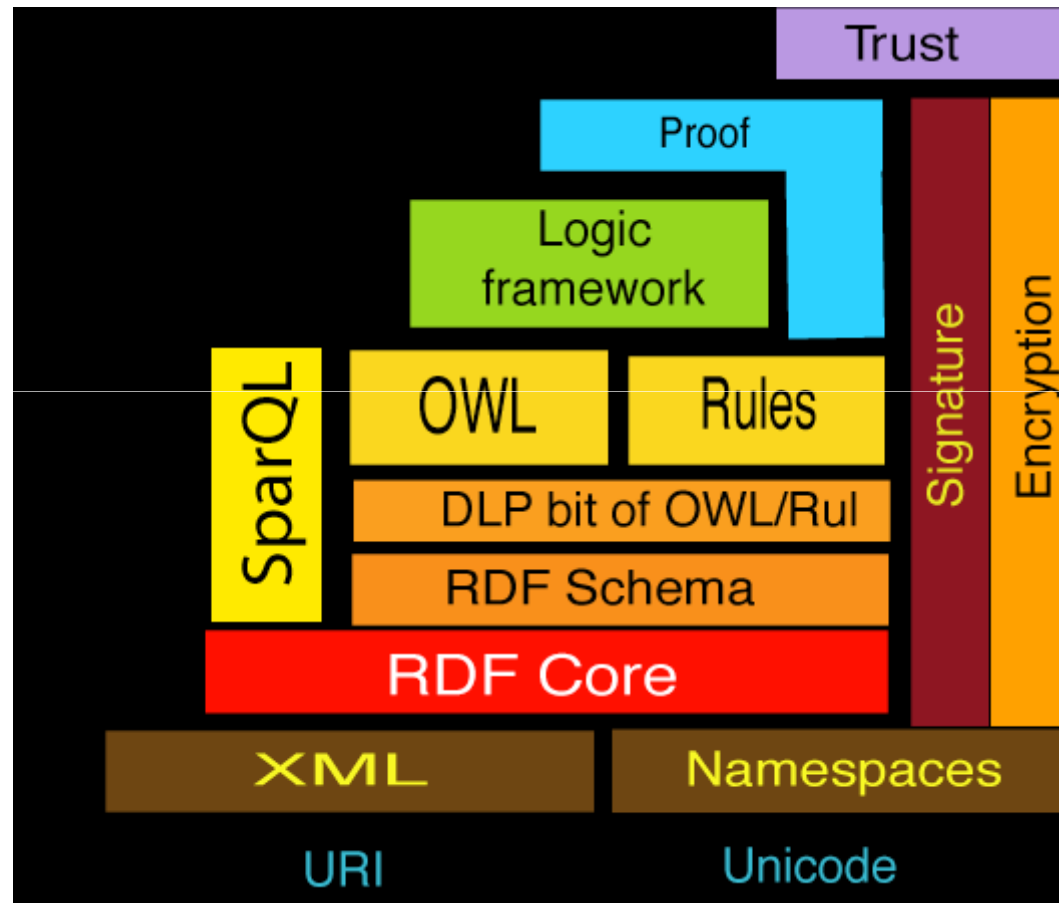 Trust
Proof
Logic
framework
SparQL
OWL
Rules
Signature
Encryption
DLP bit of OWL/Rul
RDF Schema
RDF Core
XML
Namespaces
URI
Unicode